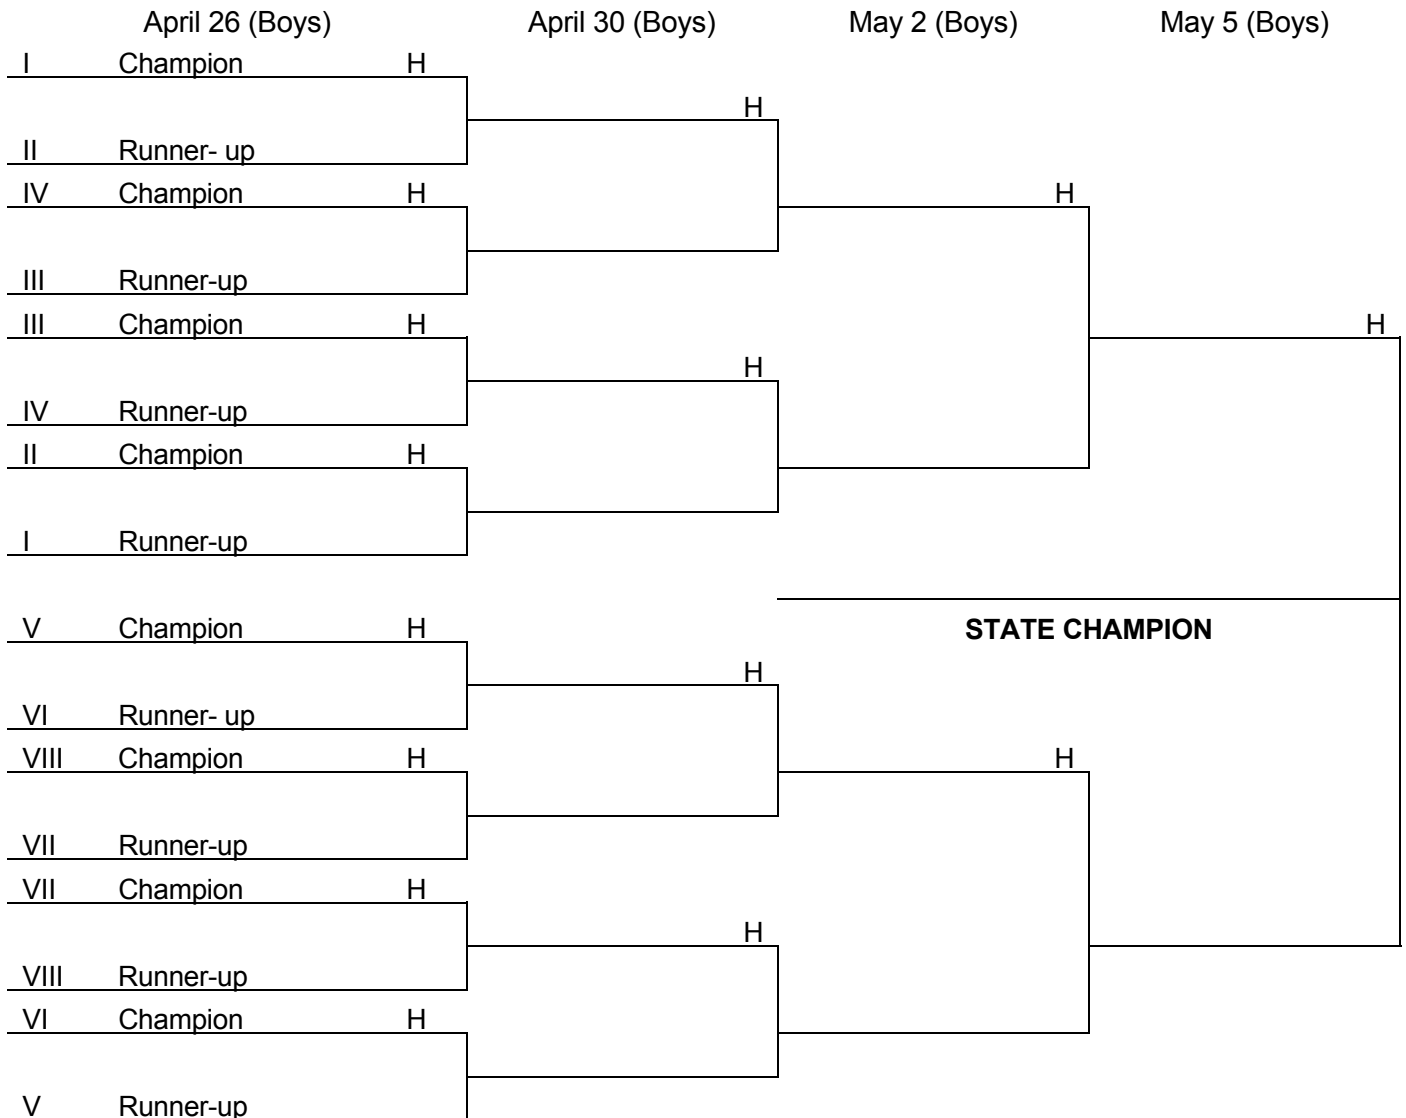 April 26 (Boys) April 30 (Boys) May 2 (Boys) May 5 (Boys)
I Champion H
H
II Runner- up
IV Champion H H
III Runner-up
III Champion H H
H
IV Runner-up
II Champion H
I Runner-up
V Champion H STATE CHAMPION
H
VI Runner- up
VIII Champion H H
VII Runner-up
VII Champion H
H
VIII Runner-up
VI Champion H
V Runner-up